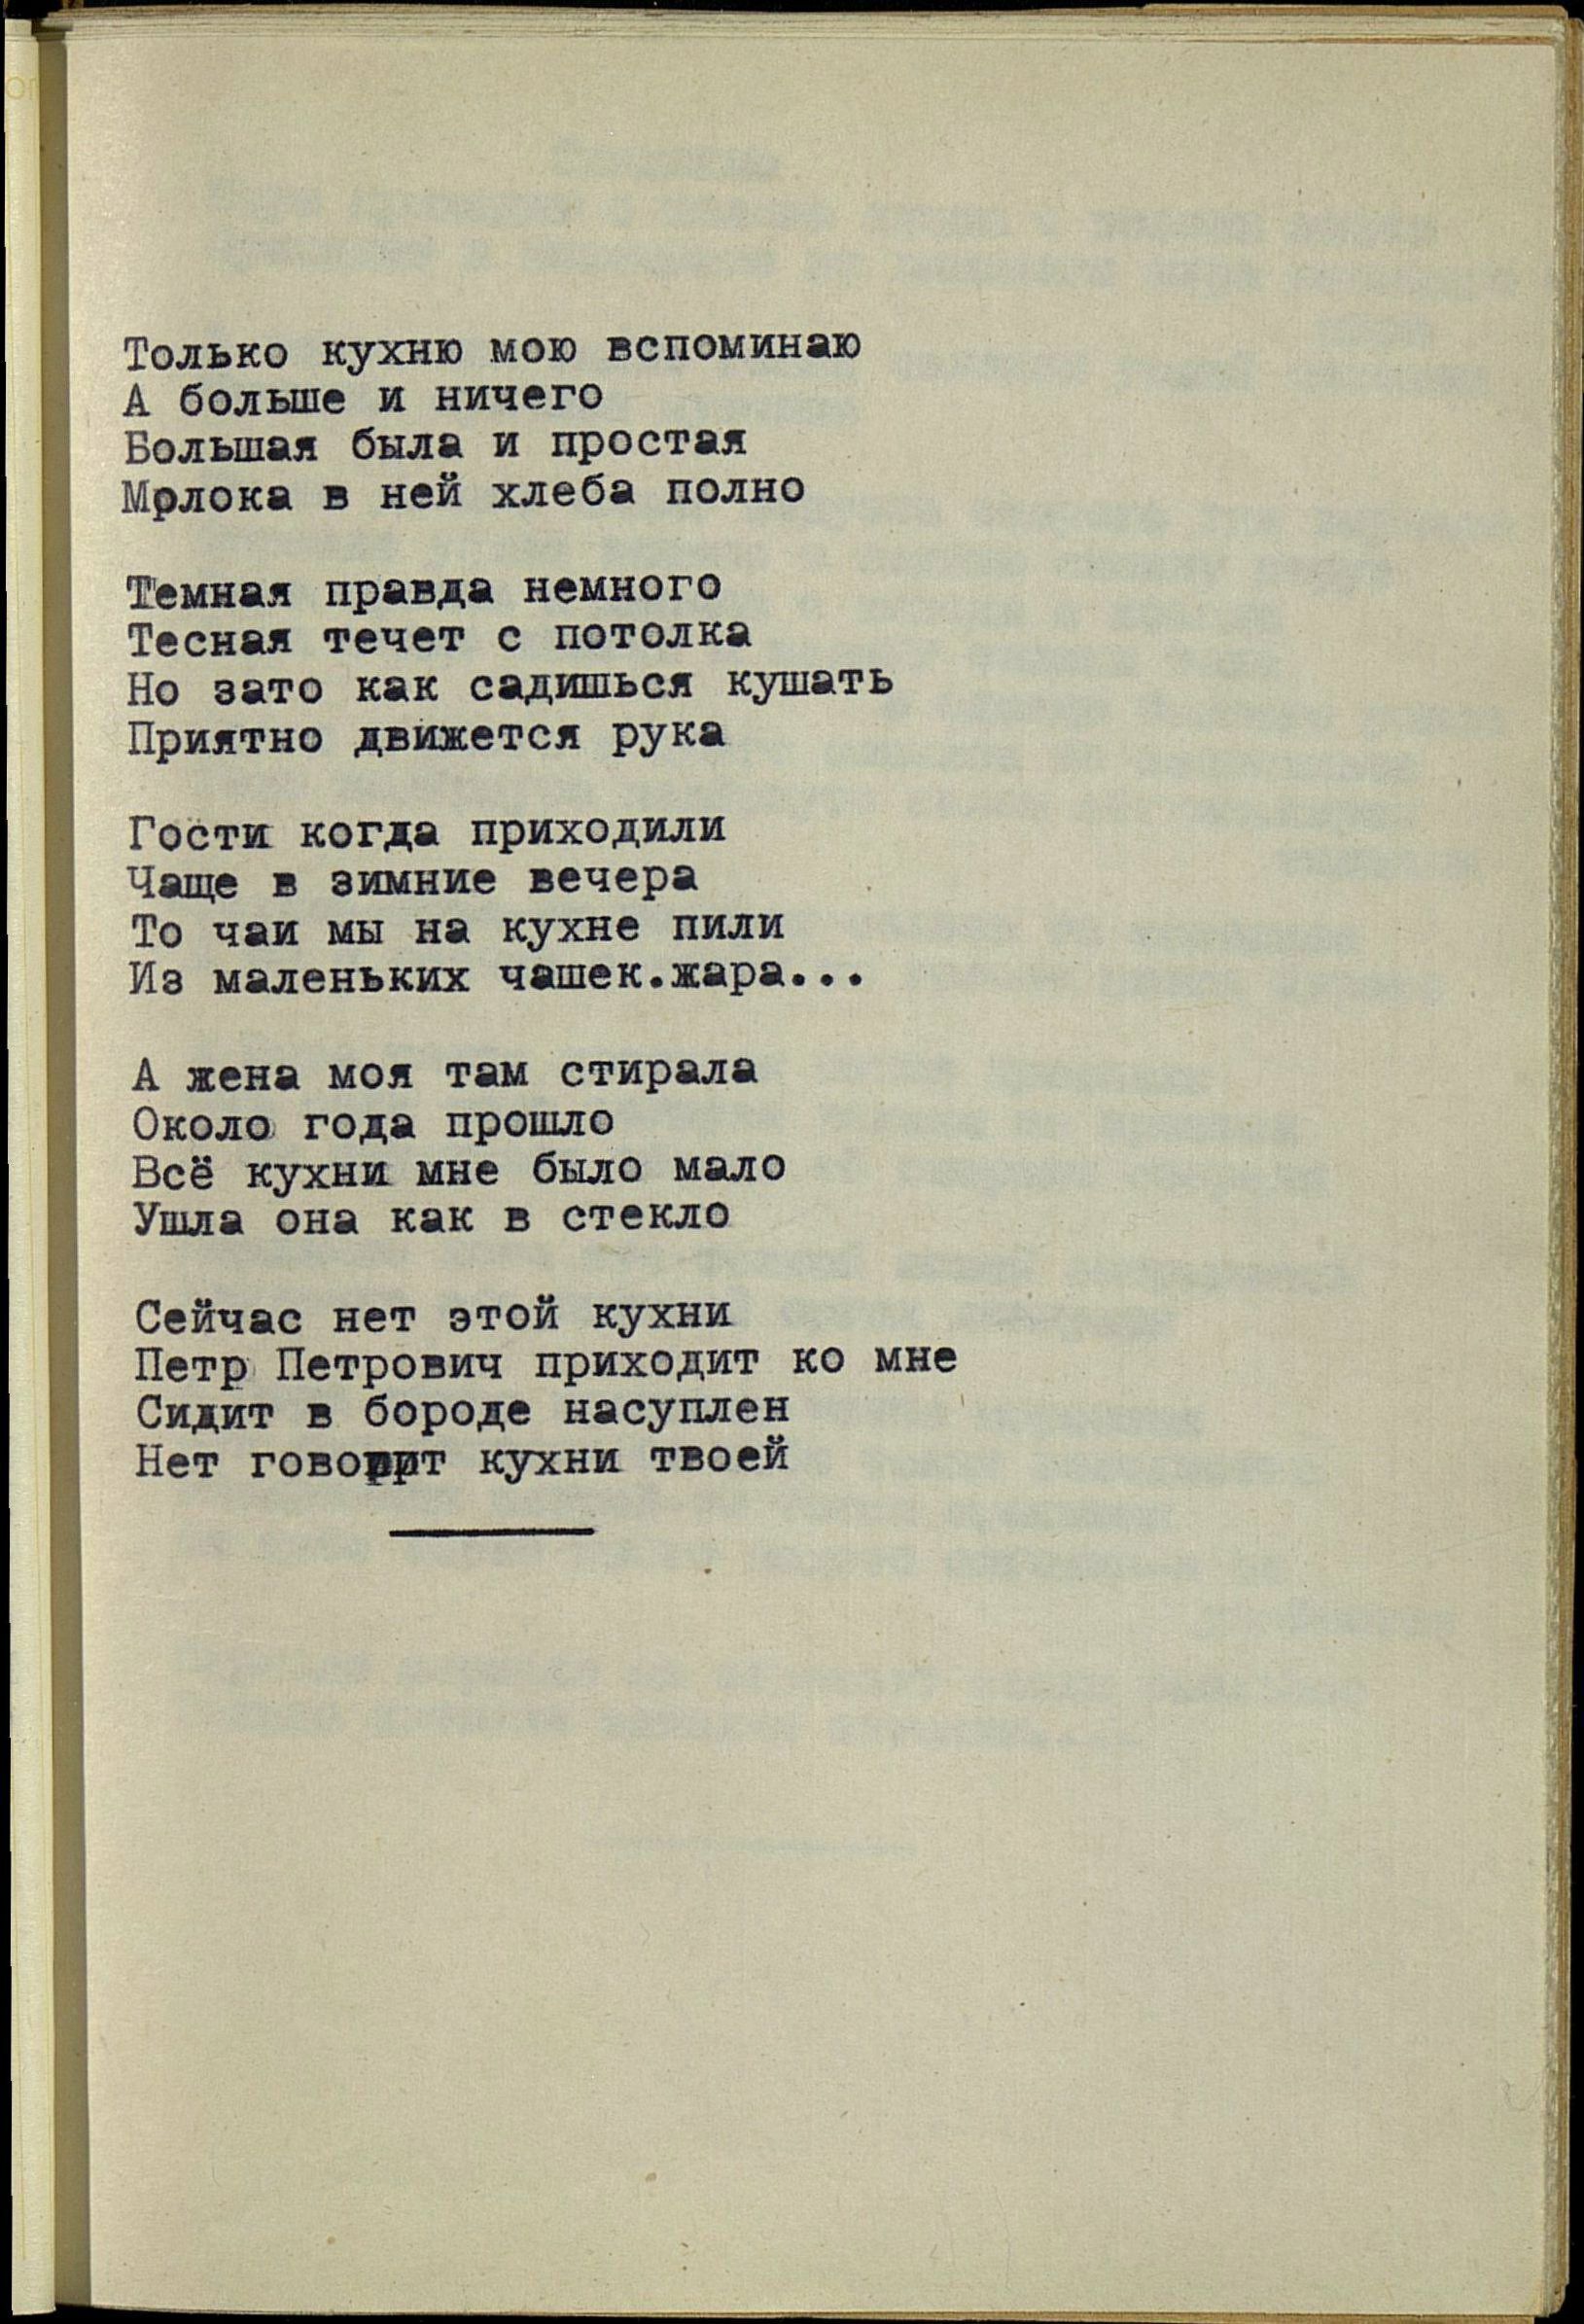 Только кухню мою вспоминаю
А больше и ничего
Большая была и простая
Молока в ней хлеба полно
Темная правда немного
Тесная течет с потолка
Но зато как садишься кушать
Приятно движется рука
Гости когда приходили
Чаще в зимние вечера
То чаи мы на кухне пили
Из маленьких чашек.жара...
А жена моя там стирала
Около года прошло
Всё кухни мне было мало
Ушла она как в стекло
Сейчас нет этой кухни
Петр Петрович приходит ко мне
Сидит в бороде насуплен
Нет говорит кухни твоей